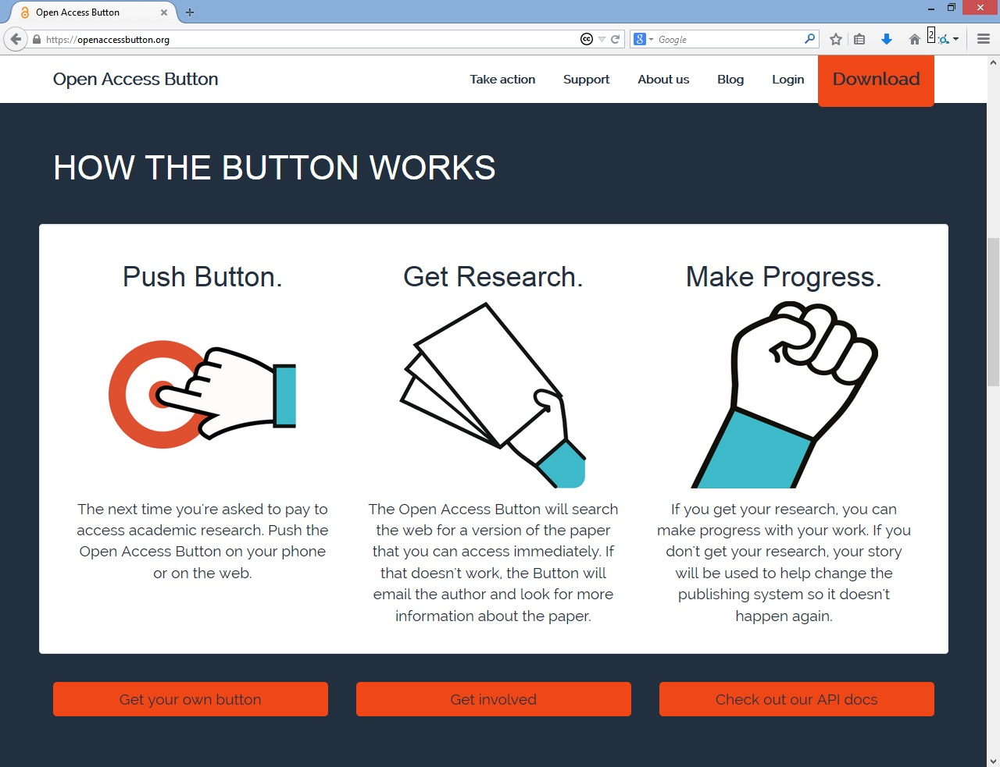 Open Access Button
https://openaccessbutton.org
cc
8
Google
2
Open Access Button
Take action
Support
About us
Blog
Login
Download
HOW THE BUTTON WORKS
Push Button.
The next time you're asked to pay to
access academic research. Push the
Open Access Button on your phone
or on the web.
Get Research.
The Open Access Button will search
the web for a version of the paper
that you can access immediately. If
that doesn't work, the Button will
email the author and look for more
information about the paper.
Make Progress.
If you get your research, you can
make progress with your work. If you
don't get your research, your story
will be used to help change the
publishing system so it doesn't
happen again.
Get your own button
Get involved
Check out our API docs